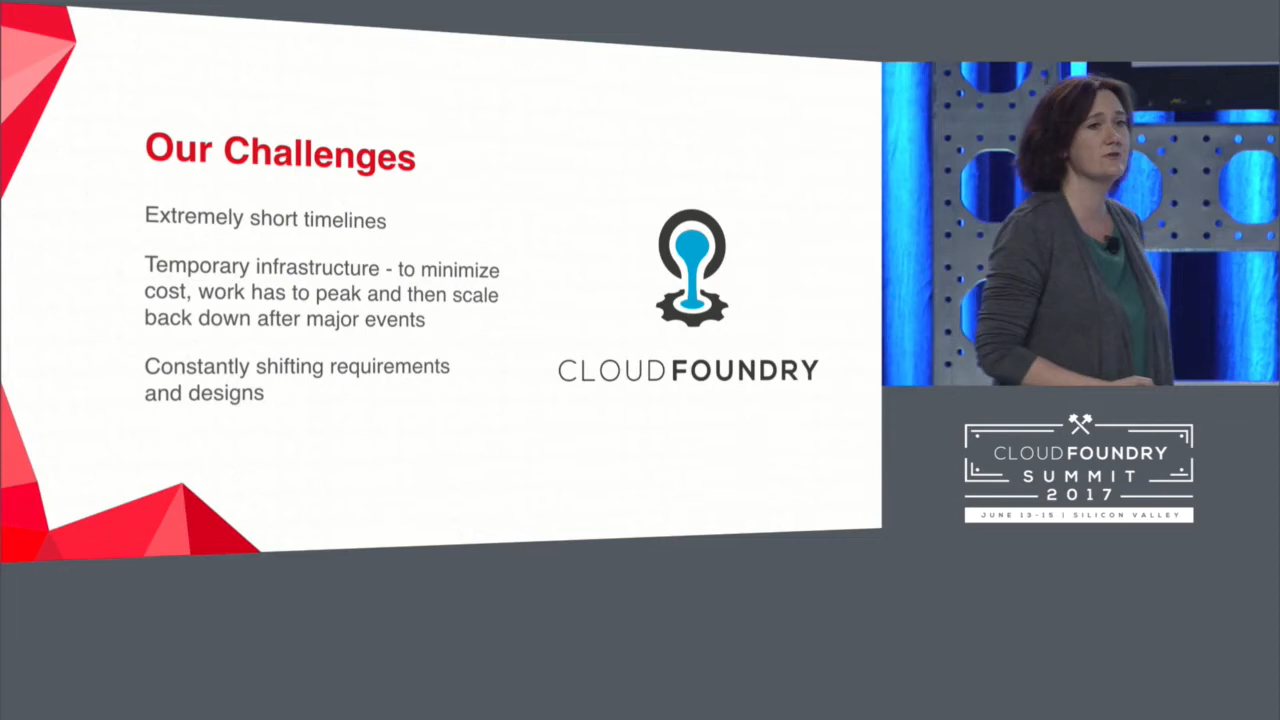 Our Challenges
Extremely short timelines
Temporary infrastructure - to minimize
cost, work has to peak and then scale
back down after major events
Constantly shifting requirements
and designs
CLOUDFOUNDRY
CLOUDFOUNDRY
SUMMIT
2017
JUNE 13-15 | SILICON VALLEY